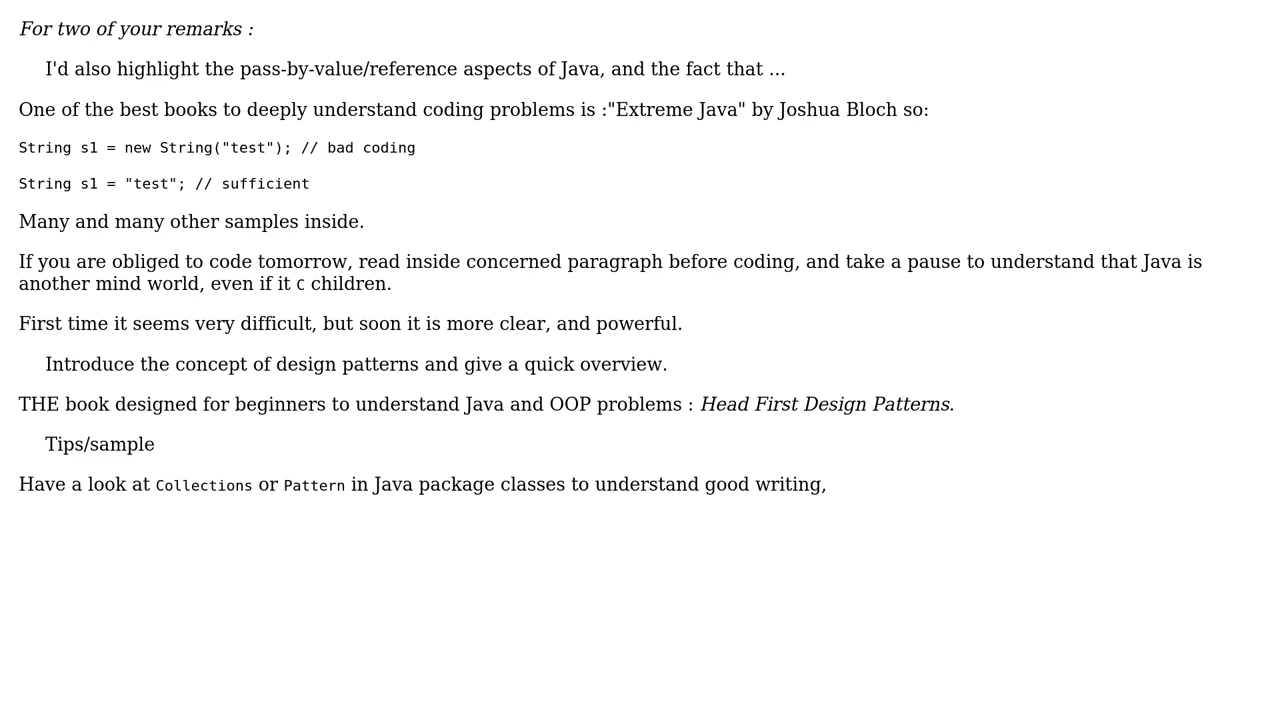 For two of your remarks :
I'd also highlight the pass-by-value/reference aspects of Java, and the fact that ...
One of the best books to deeply understand coding problems is :"Extreme Java" by Joshua Bloch so:
String s1 = new String("test"); // bad coding
String s1 = "test"; // sufficient
Many and many other samples inside.
If you are obliged to code tomorrow, read inside concerned paragraph before coding, and take a pause to understand that Java is
another mind world, even if it C children.
First time it seems very difficult, but soon it is more clear, and powerful.
Introduce the concept of design patterns and give a quick overview.
THE book designed for beginners to understand Java and OOP problems : Head First Design Patterns.
Tips/sample
Have a look at Collections or Pattern in Java package classes to understand good writing,